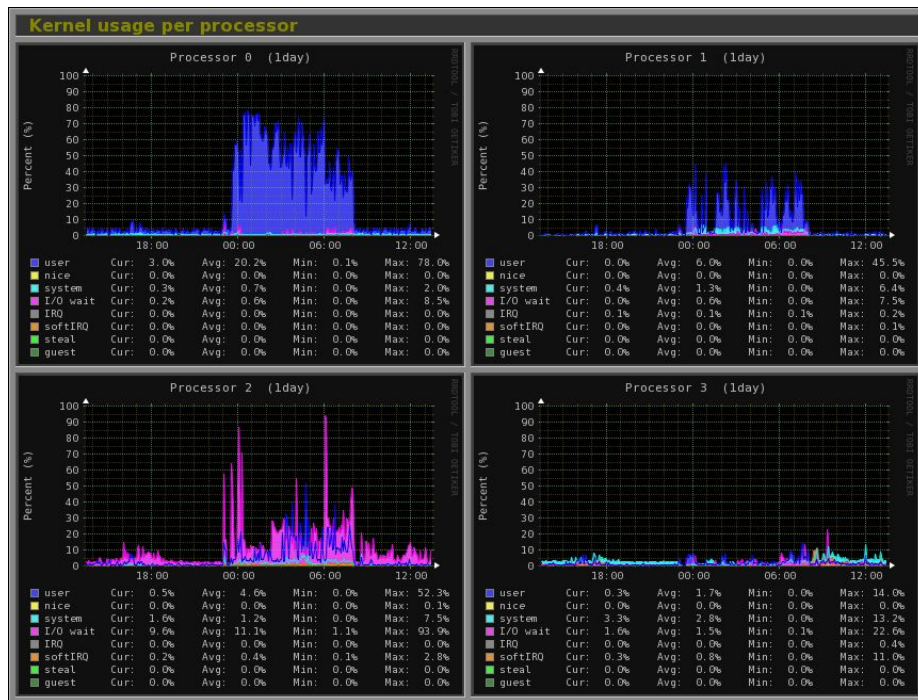 Kernel usage per processor
Processor 0 (1day)
RRDTOOL / TOBI OETIKER
Percent (%)
100
90
80
70
60
50
40
30
20
10
0
18:00 00:00 06:00 12:00
user Cur: 3.0% Avg: 20.2% Min: 0.1% Max: 78.0%
nice Cur: 0.0% Avg: 0.0% Min: 0.0% Max: 0.0%
system Cur: 0.3% Avg: 0.7% Min: 0.0% Max: 2.0%
I/O wait Cur: 0.2% Avg: 0.6% Min: 0.0% Max: 8.5%
IRQ Cur: 0.0% Avg: 0.0% Min: 0.0% Max: 0.0%
softIRQ Cur: 0.0% Avg: 0.0% Min: 0.0% Max: 0.0%
steal Cur: 0.0% Avg: 0.0% Min: 0.0% Max: 0.0%
guest Cur: 0.0% Avg: 0.0% Min: 0.0% Max: 0.0%
Processor 1 (1day)
RRDTOOL / TOBI OETIKER
Percent (%)
100
90
80
70
60
50
40
30
20
10
0
18:00 00:00 06:00 12:00
user Cur: 0.0% Avg: 6.0% Min: 0.0% Max: 45.5%
nice Cur: 0.0% Avg: 0.0% Min: 0.0% Max: 0.0%
system Cur: 0.4% Avg: 1.3% Min: 0.0% Max: 6.4%
I/O wait Cur: 0.0% Avg: 0.6% Min: 0.0% Max: 7.5%
IRQ Cur: 0.1% Avg: 0.1% Min: 0.1% Max: 0.2%
softIRQ Cur: 0.0% Avg: 0.0% Min: 0.0% Max: 0.1%
steal Cur: 0.0% Avg: 0.0% Min: 0.0% Max: 0.0%
guest Cur: 0.0% Avg: 0.0% Min: 0.0% Max: 0.0%
Processor 2 (1day)
RRDTOOL / TOBI OETIKER
Percent (%)
100
90
80
70
60
50
40
30
20
10
0
18:00 00:00 06:00 12:00
user Cur: 0.5% Avg: 4.6% Min: 0.0% Max: 52.3%
nice Cur: 0.0% Avg: 0.0% Min: 0.0% Max: 0.1%
system Cur: 1.6% Avg: 1.2% Min: 0.0% Max: 7.5%
I/O wait Cur: 9.6% Avg: 11.1% Min: 1.1% Max: 93.9%
IRQ Cur: 0.0% Avg: 0.0% Min: 0.0% Max: 0.0%
softIRQ Cur: 0.2% Avg: 0.4% Min: 0.1% Max: 2.8%
steal Cur: 0.0% Avg: 0.0% Min: 0.0% Max: 0.0%
guest Cur: 0.0% Avg: 0.0% Min: 0.0% Max: 0.0%
Processor 3 (1day)
RRDTOOL / TOBI OETIKER
Percent (%)
100
90
80
70
60
50
40
30
20
10
0
18:00 00:00 06:00 12:00
user Cur: 0.3% Avg: 1.7% Min: 0.0% Max: 14.0%
nice Cur: 0.0% Avg: 0.0% Min: 0.0% Max: 0.0%
system Cur: 3.3% Avg: 2.8% Min: 0.0% Max: 13.2%
I/O wait Cur: 1.6% Avg: 1.5% Min: 0.1% Max: 22.6%
IRQ Cur: 0.0% Avg: 0.0% Min: 0.0% Max: 0.4%
softIRQ Cur: 0.3% Avg: 0.8% Min: 0.0% Max: 11.0%
steal Cur: 0.0% Avg: 0.0% Min: 0.0% Max: 0.0%
guest Cur: 0.0% Avg: 0.0% Min: 0.0% Max: 0.0%